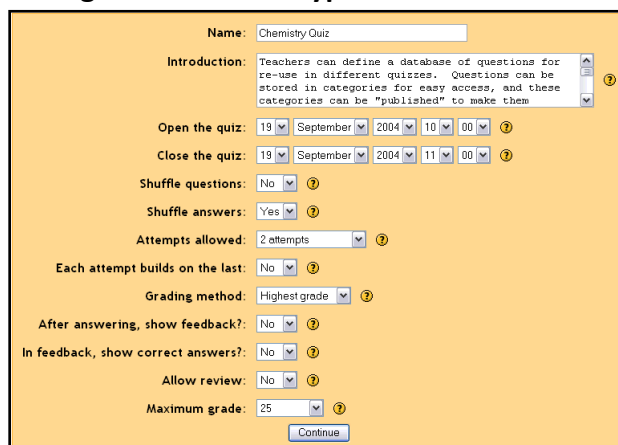 Name: Chemistry Quiz
Introduction: Teachers can define a database of questions for
re-use in different quizzes. Questions can be
stored in categories for easy access, and these
categories can be "published" to make them
Open the quiz: 19 September 2004 10 00
Close the quiz: 19 September 2004 11 00
Shuffle questions: No
Shuffle answers: Yes
Attempts allowed: 2 attempts
Each attempt builds on the last: No
Grading method: Highest grade
After answering, show feedback?: No
In feedback, show correct answers?: No
Allow review: No
Maximum grade: 25
Continue